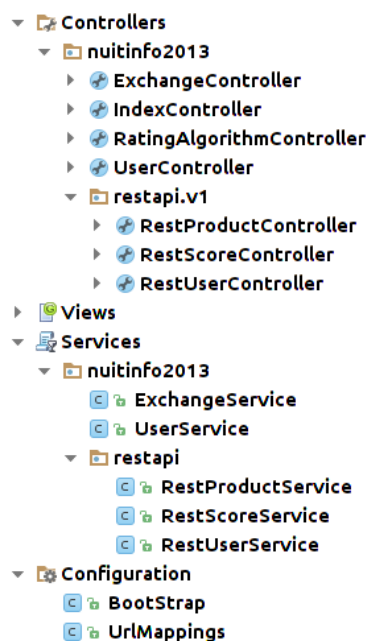 Controllers
nuitinfo2013
ExchangeController
IndexController
RatingAlgorithmController
UserController
restapi.v1
RestProductController
RestScoreController
RestUserController
Views
Services
nuitinfo2013
ExchangeService
UserService
restapi
RestProductService
RestScoreService
RestUserService
Configuration
BootStrap
UrlMappings